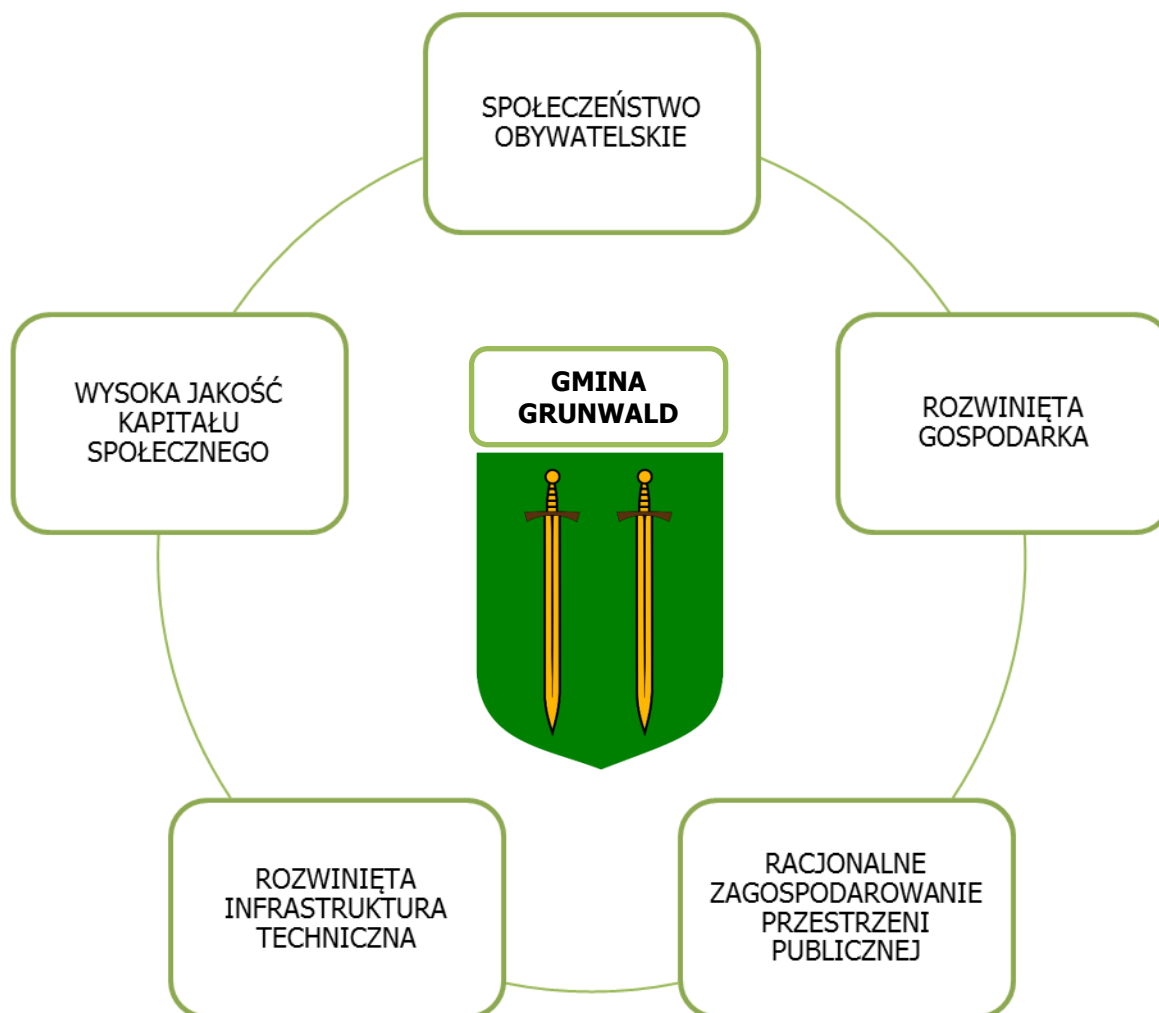 SPOŁECZEŃSTWO
OBYWATELSKIE
WYSOKA JAKOŚĆ
KAPITAŁU
SPOŁECZNEGO
GMINA
GRUNWALD
ROZWINIĘTA
GOSPODARKA
ROZWINIĘTA
INFRASTRUKTURA
TECHNICZNA
RACJONALNE
ZAGOSPODAROWANIE
PRZESTRZENI
PUBLICZNEJ